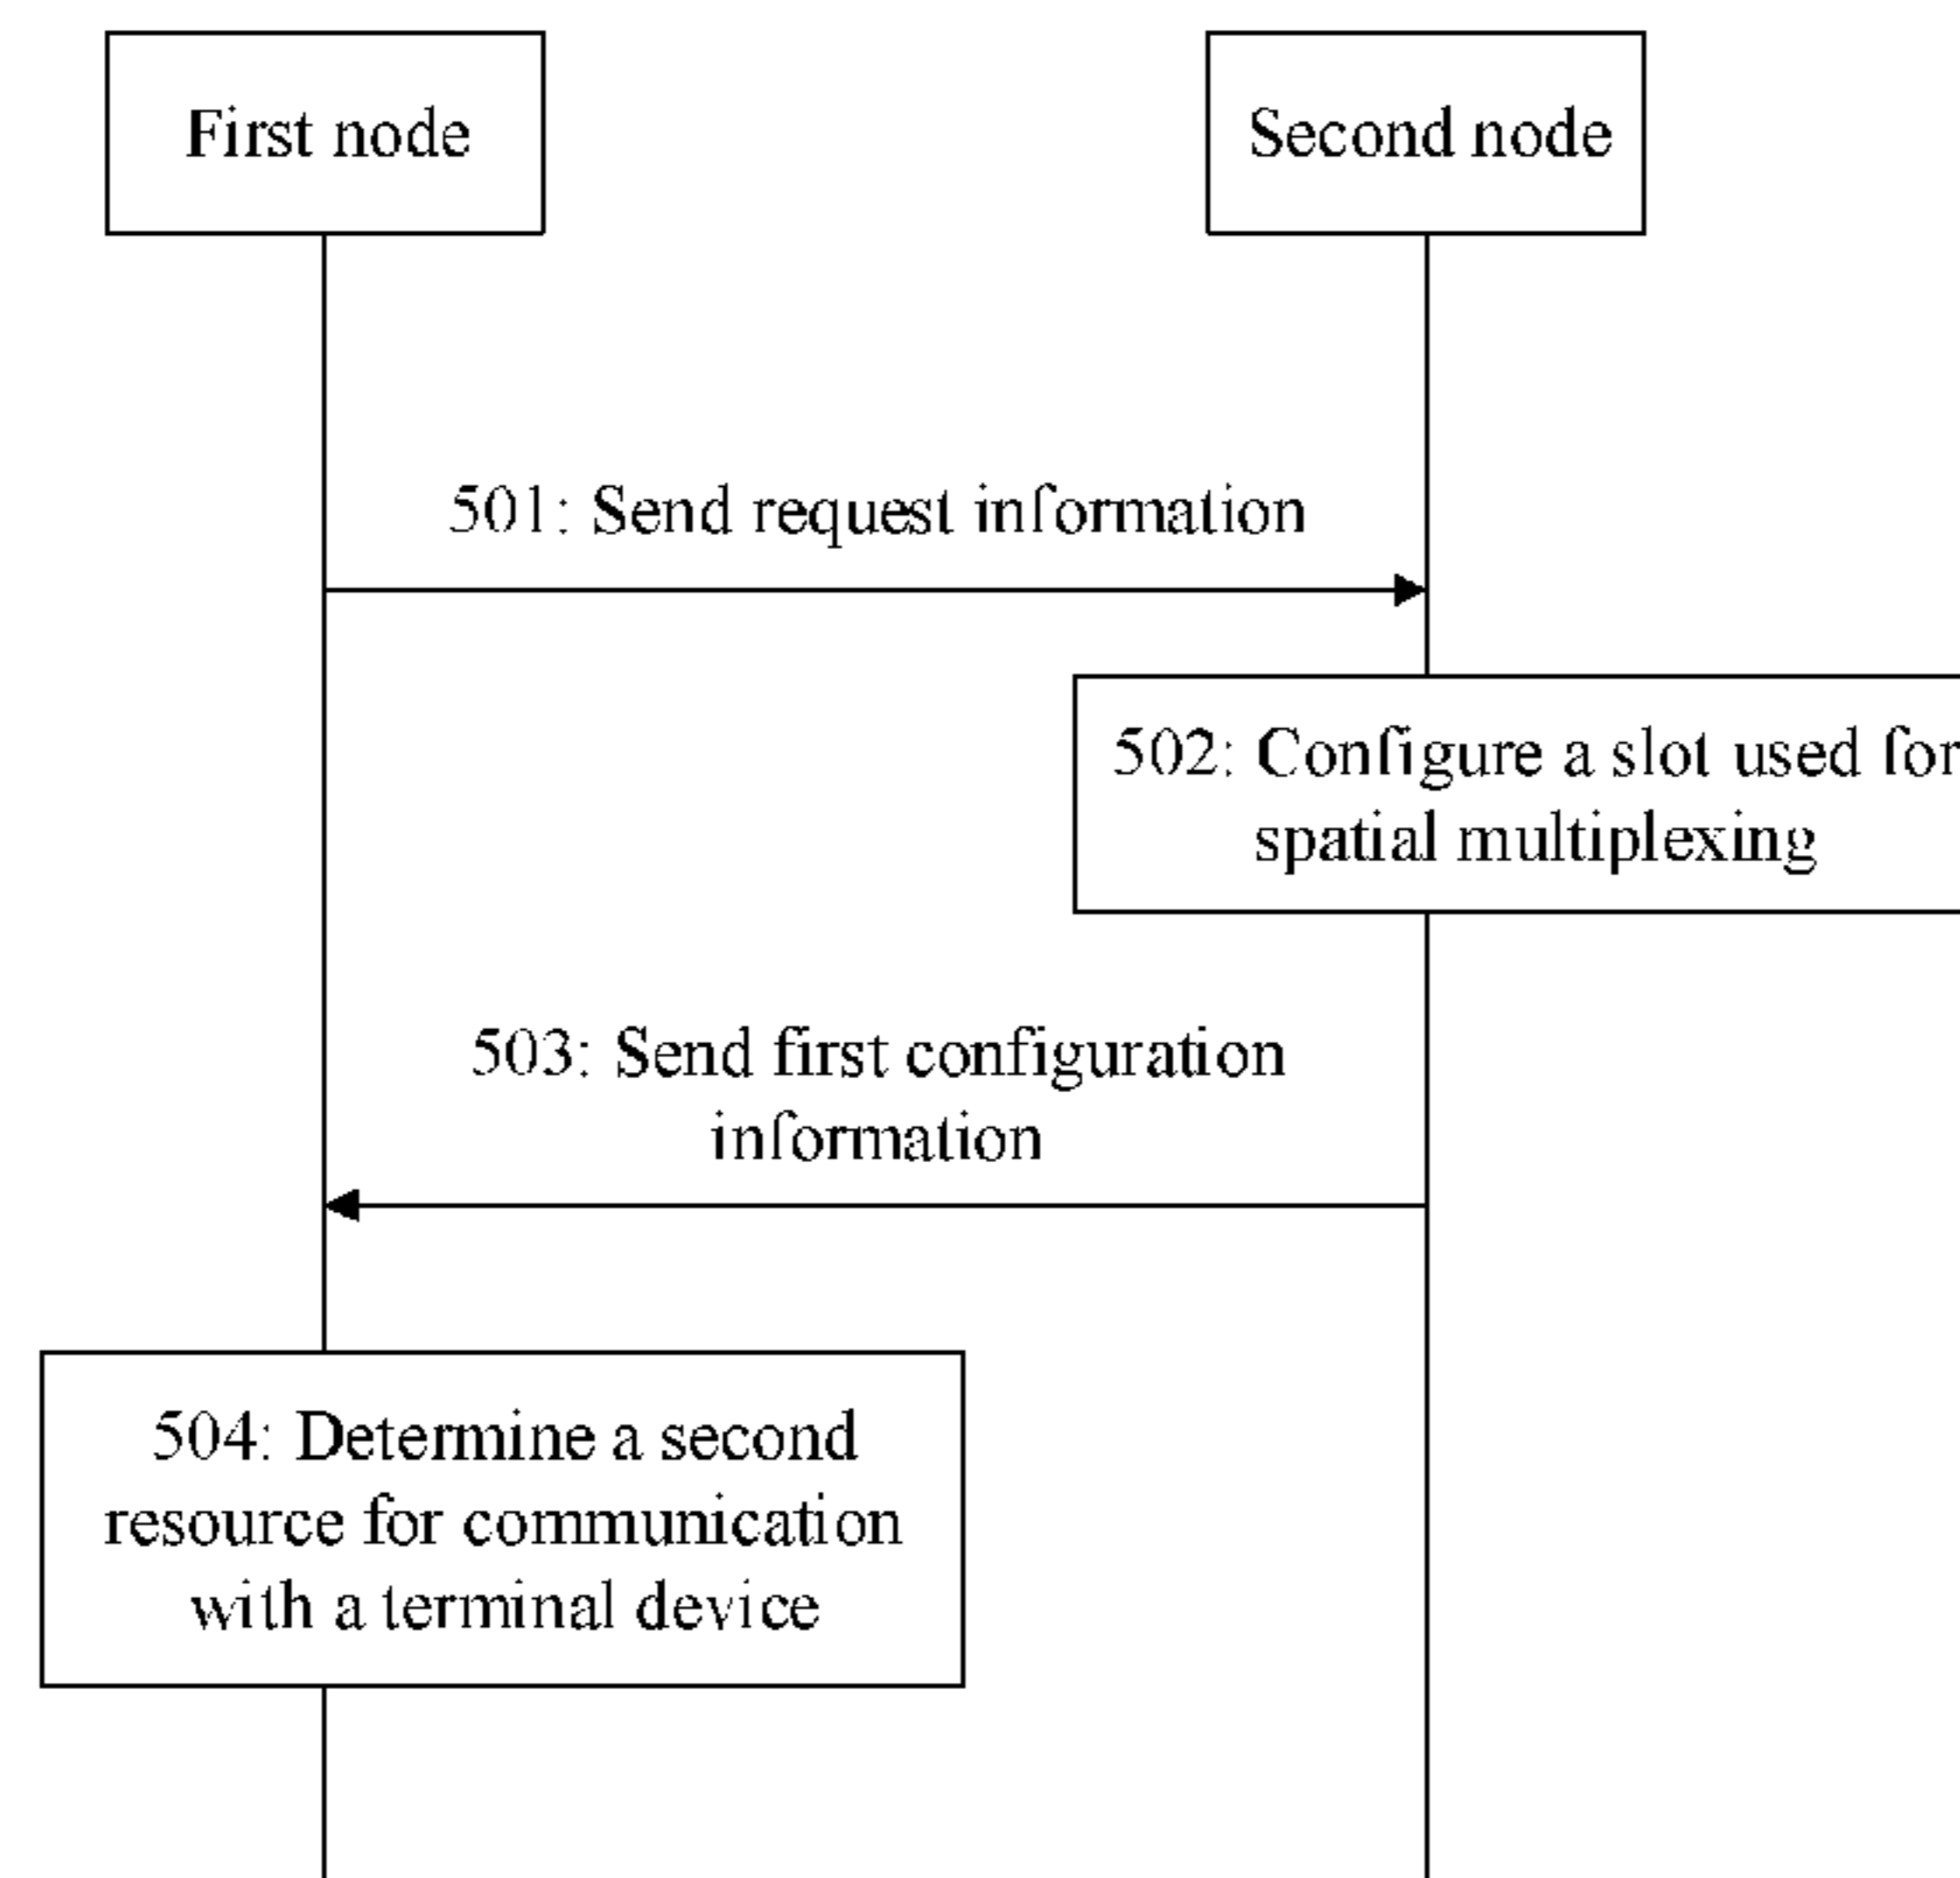 First node
Second node
501: Send request information
502: Configure a slot used for
spatial multiplexing
503: Send first configuration
information
504: Determine a second
resource for communication
with a terminal device